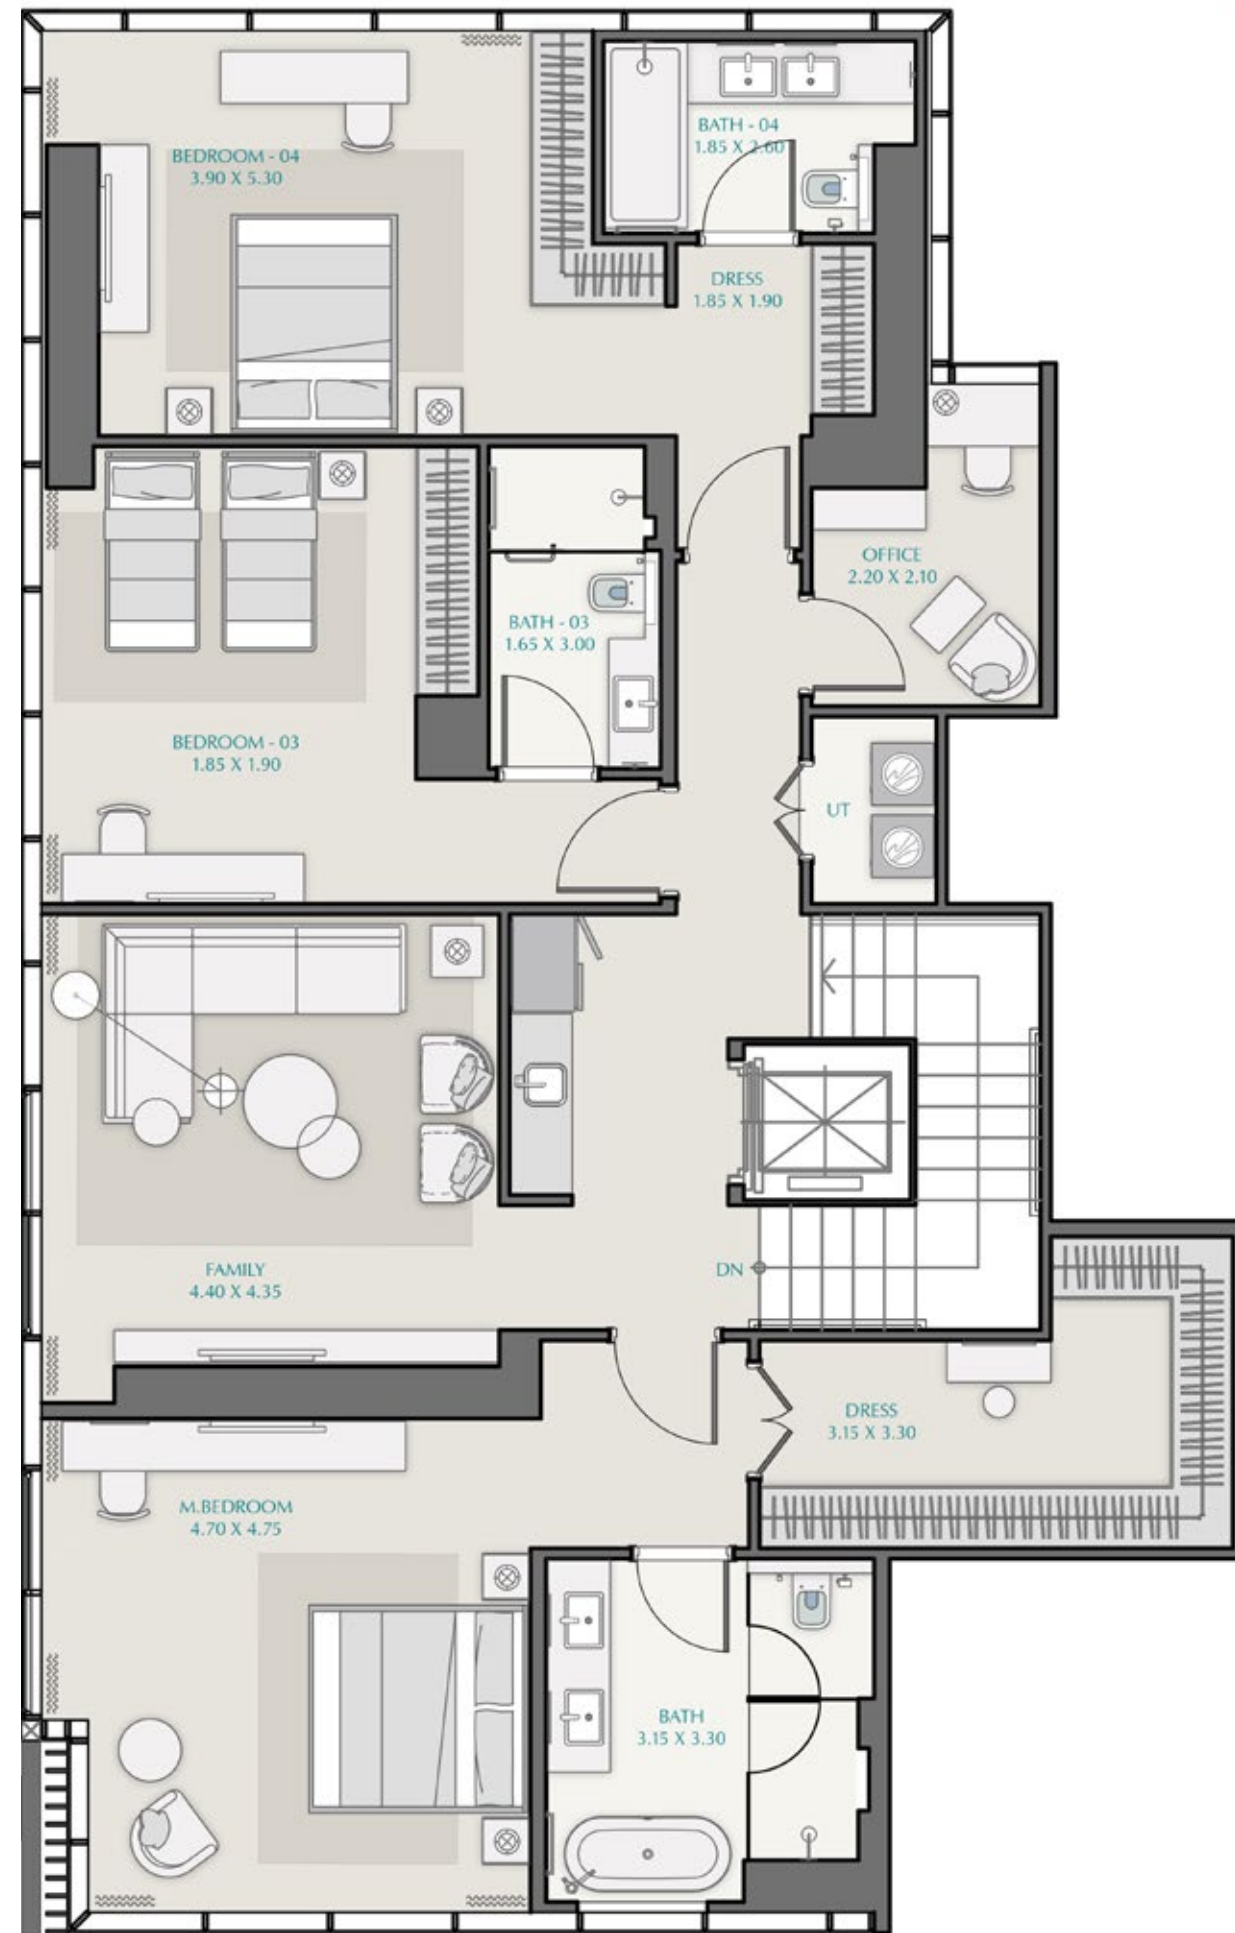 BATH - 04
1.85 X 2.60
BEDROOM - 04
3.90 X 5.30
DRESS
1.85 X 1.90
OFFICE
2.20 X 2.10
BATH - 03
1.65 X 3.00
BEDROOM - 03
1.85 X 1.90
UT
FAMILY
4.40 X 4.35
DN
DRESS
3.15 X 3.30
M.BEDROOM
4.70 X 4.75
BATH
3.15 X 3.30